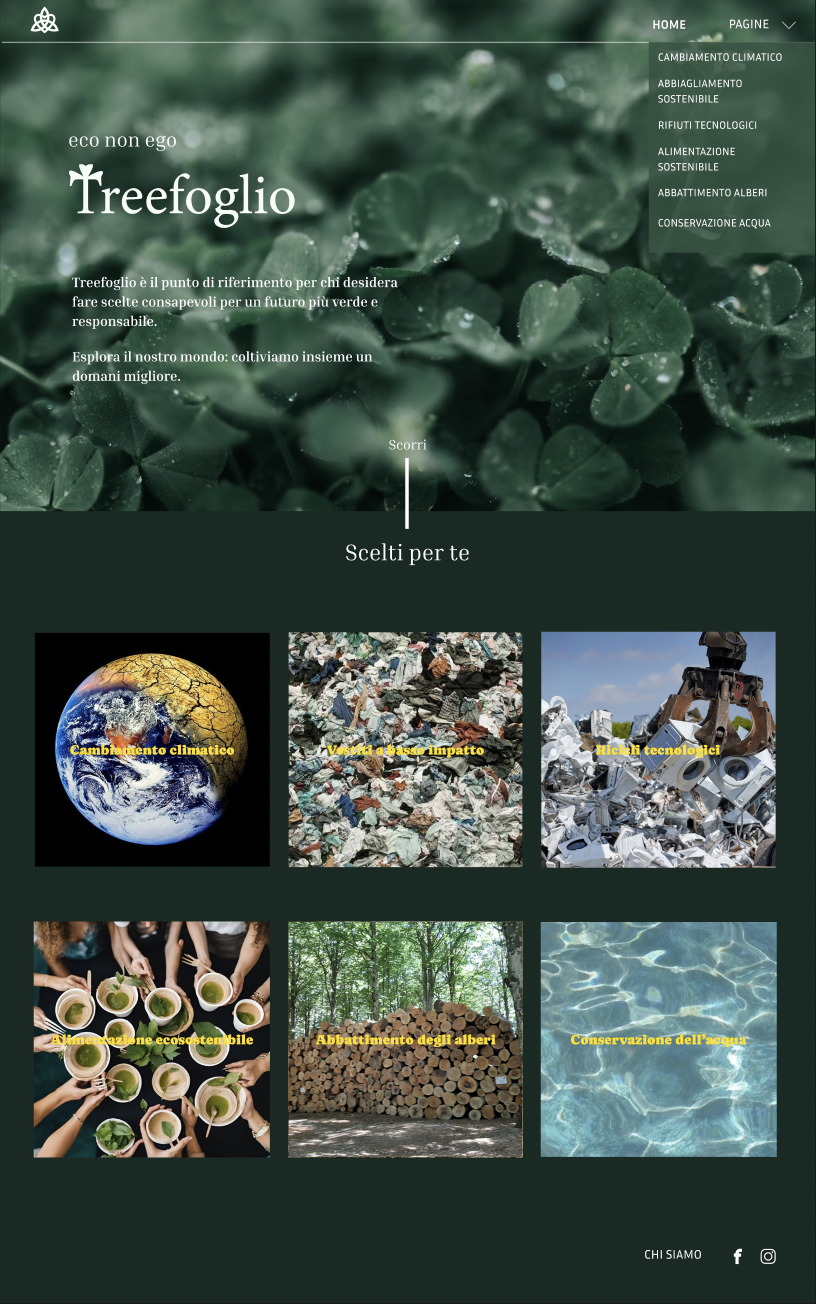 HOME
PAGINE
CAMBIAMENTO CLIMATICO
ABBIAGLIAMENTO
SOSTENIBILE
RIFIUTI TECNOLOGICI
ALIMENTAZIONE
SOSTENIBILE
ABBATTIMENTO ALBERI
CONSERVAZIONE ACQUA
eco non ego
Treefoglio
Treefoglio è il punto di riferimento per chi desidera
fare scelte consapevoli per un futuro più verde e
responsabile.
Esplora il nostro mondo: coltiviamo insieme un
domani migliore.
Scorri
Scelti per te
Cambiamento climatico
Vestiti a basso impatto
Ricicli tecnologici
Alimentazione ecosostenibile
Abbattimento degli alberi
Conservazione dell'acqua
CHI SIAMO